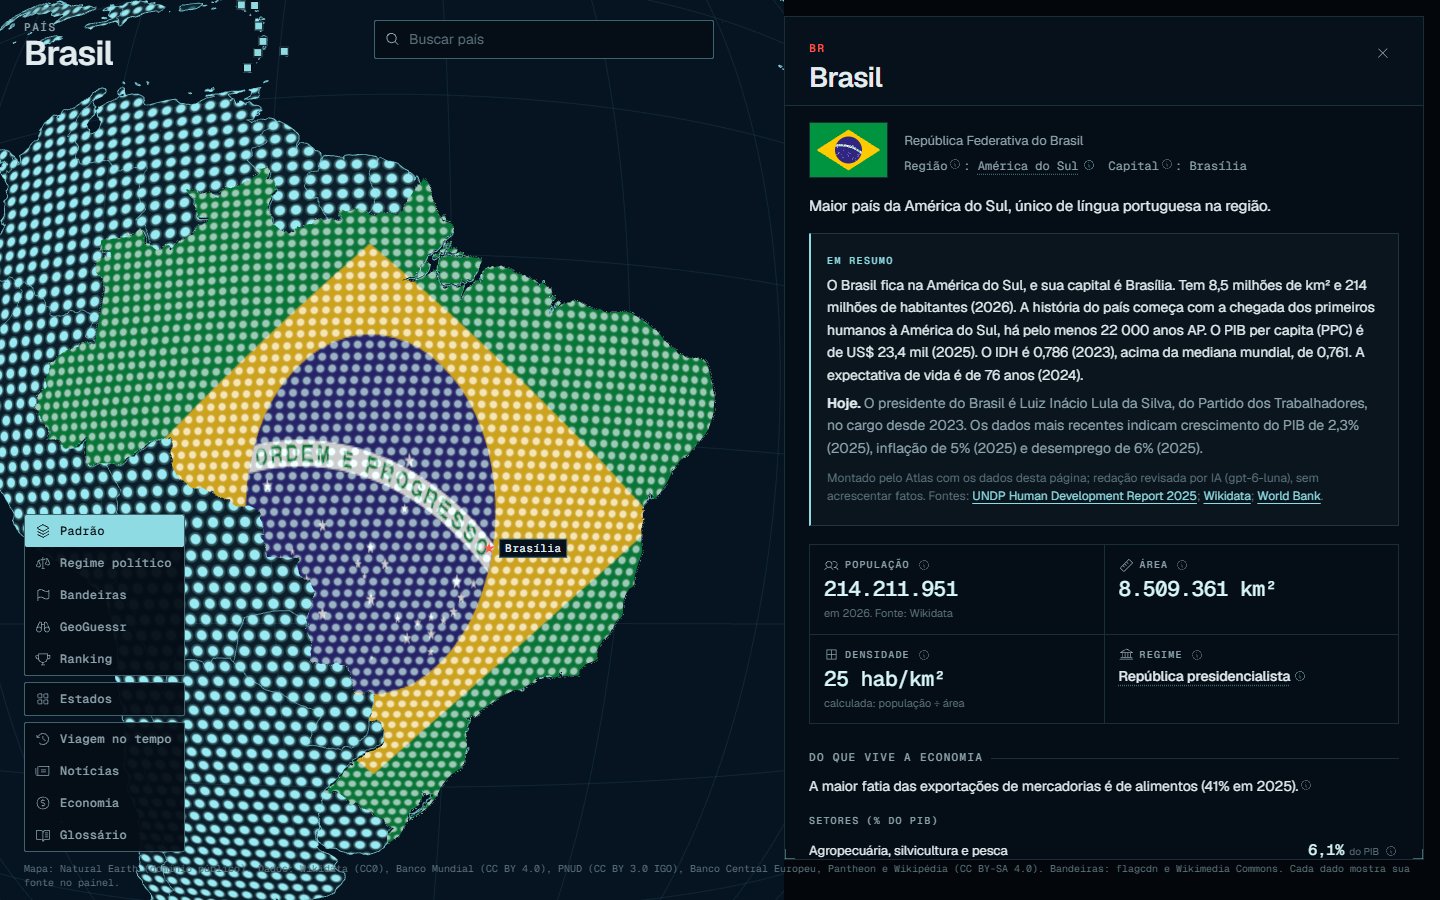 PAÍS
Brasil
Buscar país
ORDEM E PROGRESSO
Brasília
Padrão
Regime político
Bandeiras
GeoGuessr
Ranking
Estados
Viagem no tempo
Notícias
Economia
Glossário
BR
Brasil
República Federativa do Brasil
Região : América do Sul Capital : Brasília
Maior país da América do Sul, único de língua portuguesa na região.
EM RESUMO
O Brasil fica na América do Sul, e sua capital é Brasília. Tem 8,5 milhões de km² e 214
milhões de habitantes (2026). A história do país começa com a chegada dos primeiros
humanos à América do Sul, há pelo menos 22 000 anos AP. O PIB per capita (PPC) é
de US$ 23,4 mil (2025). O IDH é 0,786 (2023), acima da mediana mundial, de 0,761. A
expectativa de vida é de 76 anos (2024).
Hoje. O presidente do Brasil é Luiz Inácio Lula da Silva, do Partido dos Trabalhadores,
no cargo desde 2023. Os dados mais recentes indicam crescimento do PIB de 2,3%
(2025), inflação de 5% (2025) e desemprego de 6% (2025).
Montado pelo Atlas com os dados desta página; redação revisada por IA (gpt-6-luna), sem
acrescentar fatos. Fontes: UNDP Human Development Report 2025; Wikidata; World Bank.
POPULAÇÃO
214.211.951
em 2026. Fonte: Wikidata
ÁREA
8.509.361 km²
DENSIDADE
25 hab/km²
calculada: população ÷ área
REGIME
República presidencialista
DO QUE VIVE A ECONOMIA
A maior fatia das exportações de mercadorias é de alimentos (41% em 2025).
SETORES (% DO PIB)
Agropecuária, silvicultura e pesca 6,1% do PIB
Mapa: Natural Earth (CC0), Banco Mundial (CC BY 4.0), PNUD (CC BY 3.0 IGO), Banco Central Europeu, Pantheon e Wikipédia (CC BY-SA 4.0). Bandeiras: flagcdn e Wikimedia Commons. Cada dado mostra sua
fonte no painel.